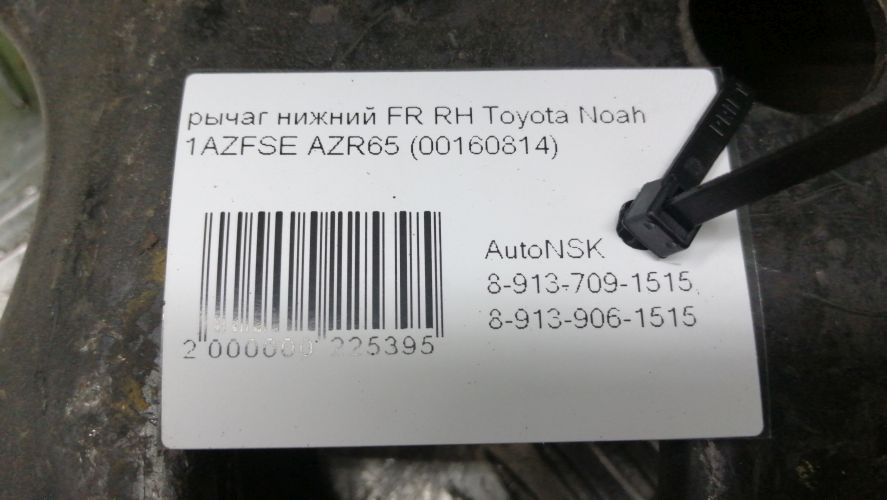 рычаг нижний FR RH Toyota Noah
1AZFSE AZR65 (00160814)
AutoNSK
8-913-709-1515,
8-913-906-1515
2 000000 225395